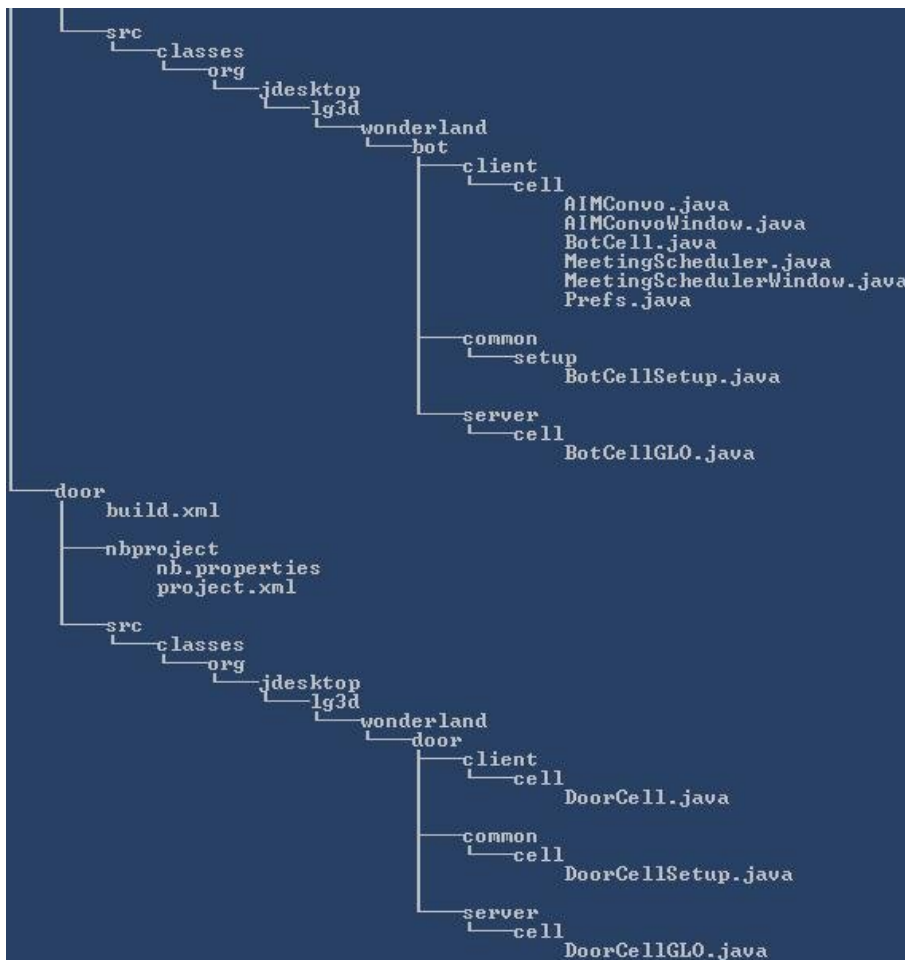 src
classes
org
jdesktop
lg3d
wonderland
bot
client
cell
AIMConvo.java
AIMConvoWindow.java
BotCell.java
MeetingScheduler.java
MeetingSchedulerWindow.java
Prefs.java
common
setup
BotCellSetup.java
server
cell
BotCellGLO.java
door
build.xml
nbproject
nb.properties
project.xml
src
classes
org
jdesktop
lg3d
wonderland
door
client
cell
DoorCell.java
common
cell
DoorCellSetup.java
server
cell
DoorCellGLO.java